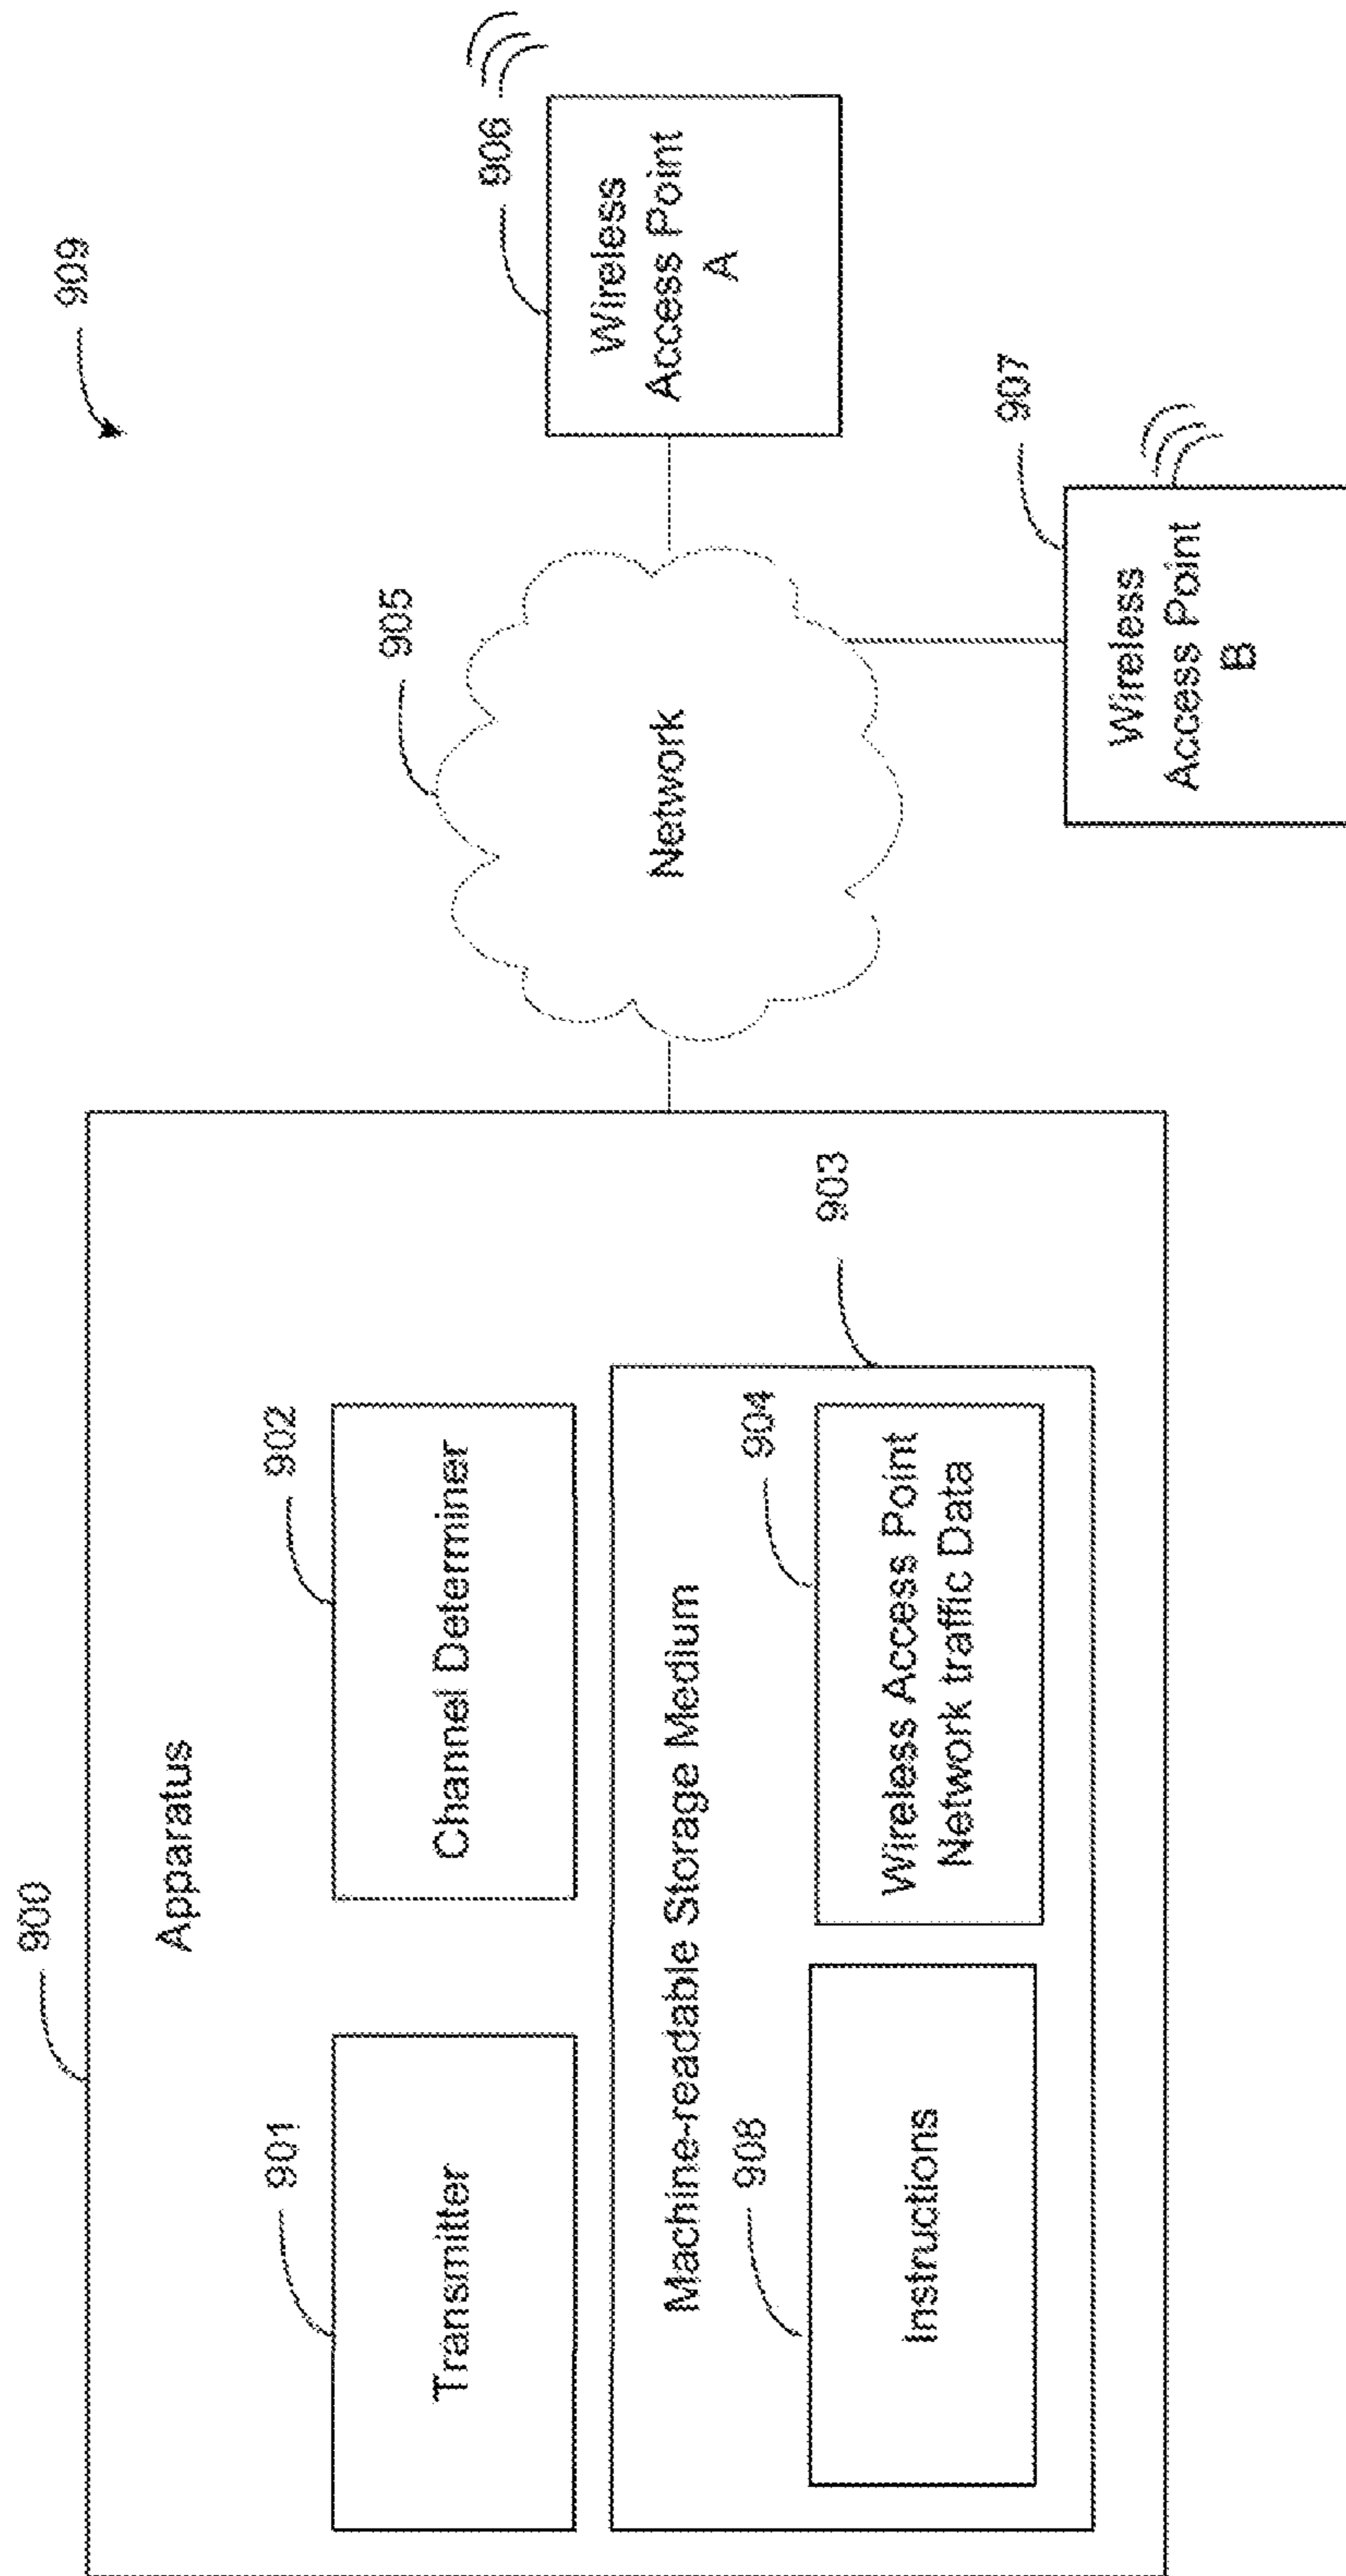 909
900
Apparatus
901
Transmitter
902
Channel Determiner
903
Machine-readable Storage Medium
908
Instructions
904
Wireless Access Point
Network traffic Data
905
Network
906
Wireless
Access Point
A
907
Wireless
Access Point
B